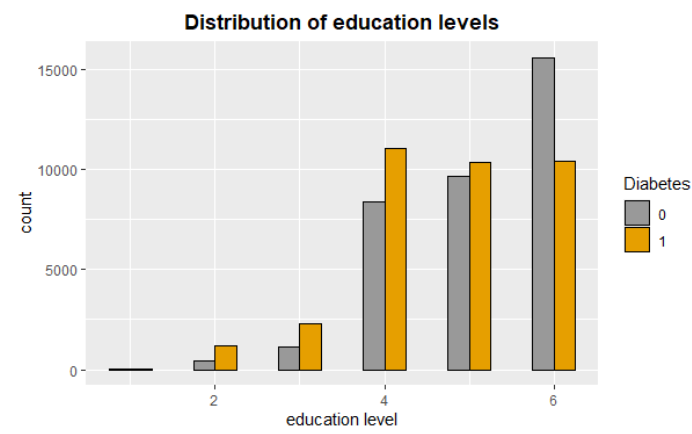 Distribution of education levels
15000
10000
5000
0
count
2
4
6
education level
Diabetes
0
1